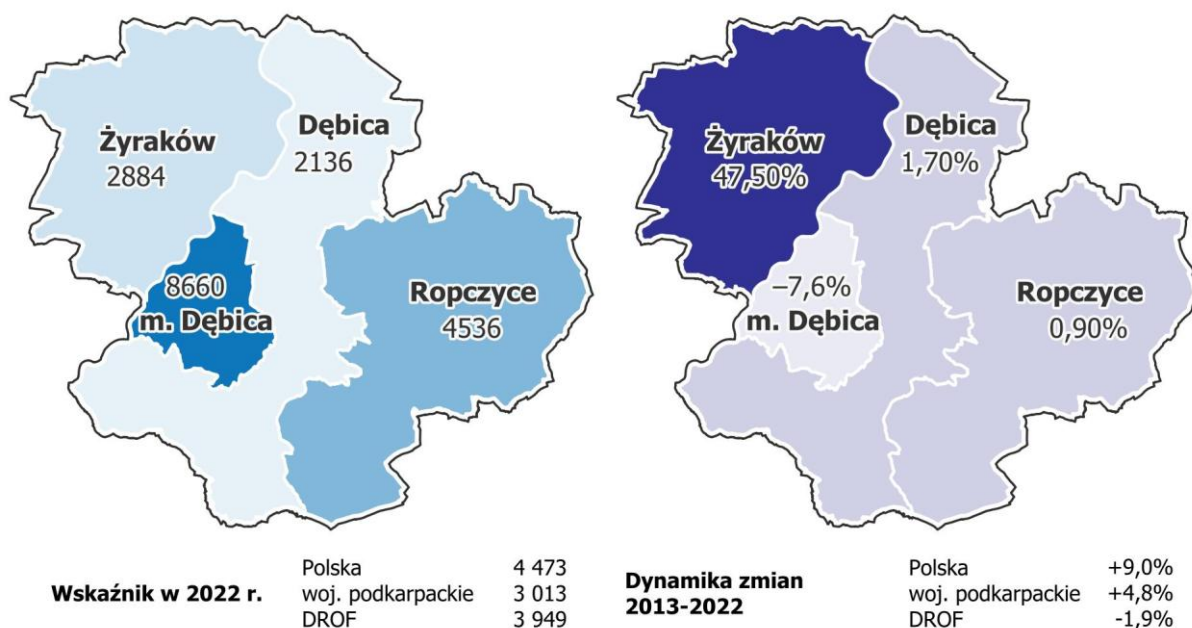 Żyraków
2884
Dębica
2136
8660
m. Dębica
Ropczyce
4536
Wskaźnik w 2022 r.
Polska 4 473
woj. podkarpackie 3 013
DROF 3 949
Żyraków
47,50%
Dębica
1,70%
–7,6%
m. Dębica
Ropczyce
0,90%
Dynamika zmian
2013-2022
Polska +9,0%
woj. podkarpackie +4,8%
DROF -1,9%